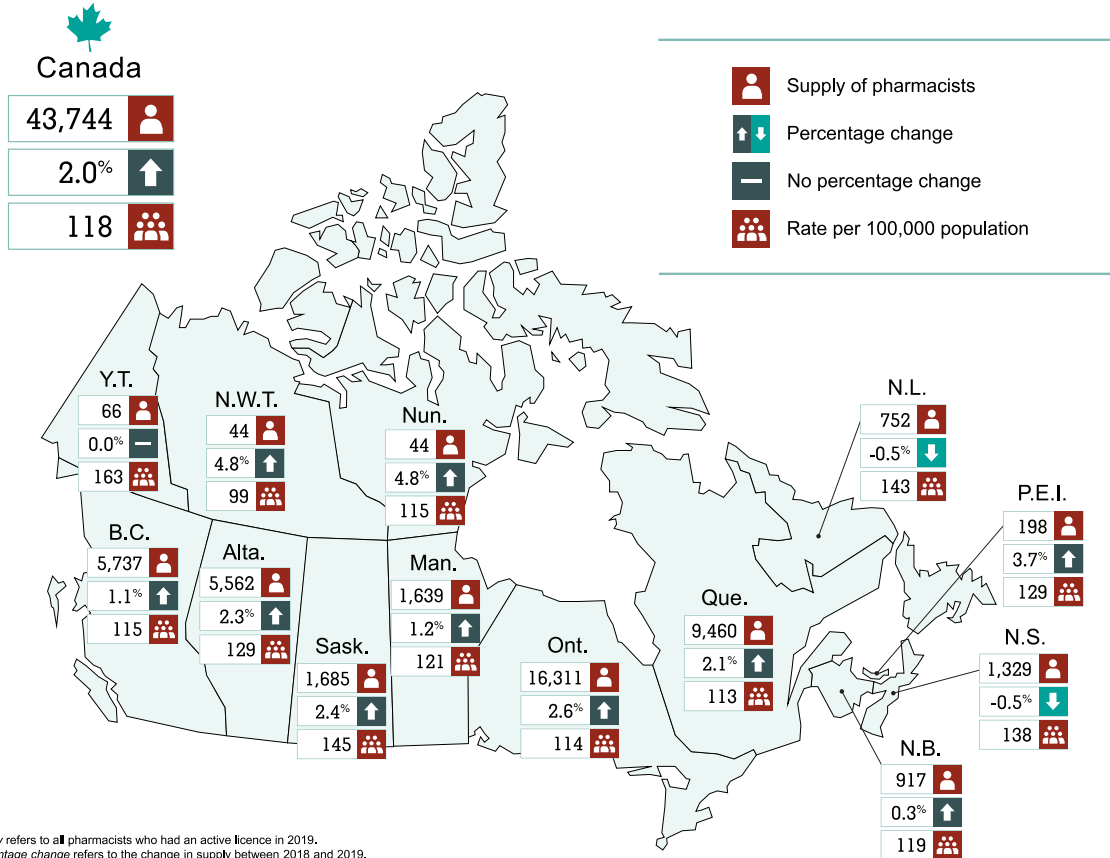 Canada
43,744
2.0%
118
Supply of pharmacists
Percentage change
No percentage change
Rate per 100,000 population
Y.T.
66
0.0%
163
N.W.T.
44
4.8%
99
Nun.
44
4.8%
115
N.L.
752
-0.5%
143
P.E.I.
198
3.7%
129
B.C.
5,737
1.1%
115
Alta.
5,562
2.3%
129
Sask.
1,685
2.4%
145
Man.
1,639
1.2%
121
Ont.
16,311
2.6%
114
Que.
9,460
2.1%
113
N.S.
1,329
-0.5%
138
N.B.
917
0.3%
119
refers to all pharmacists who had an active licence in 2019.
change refers to the change in supply between 2018 and 2019.